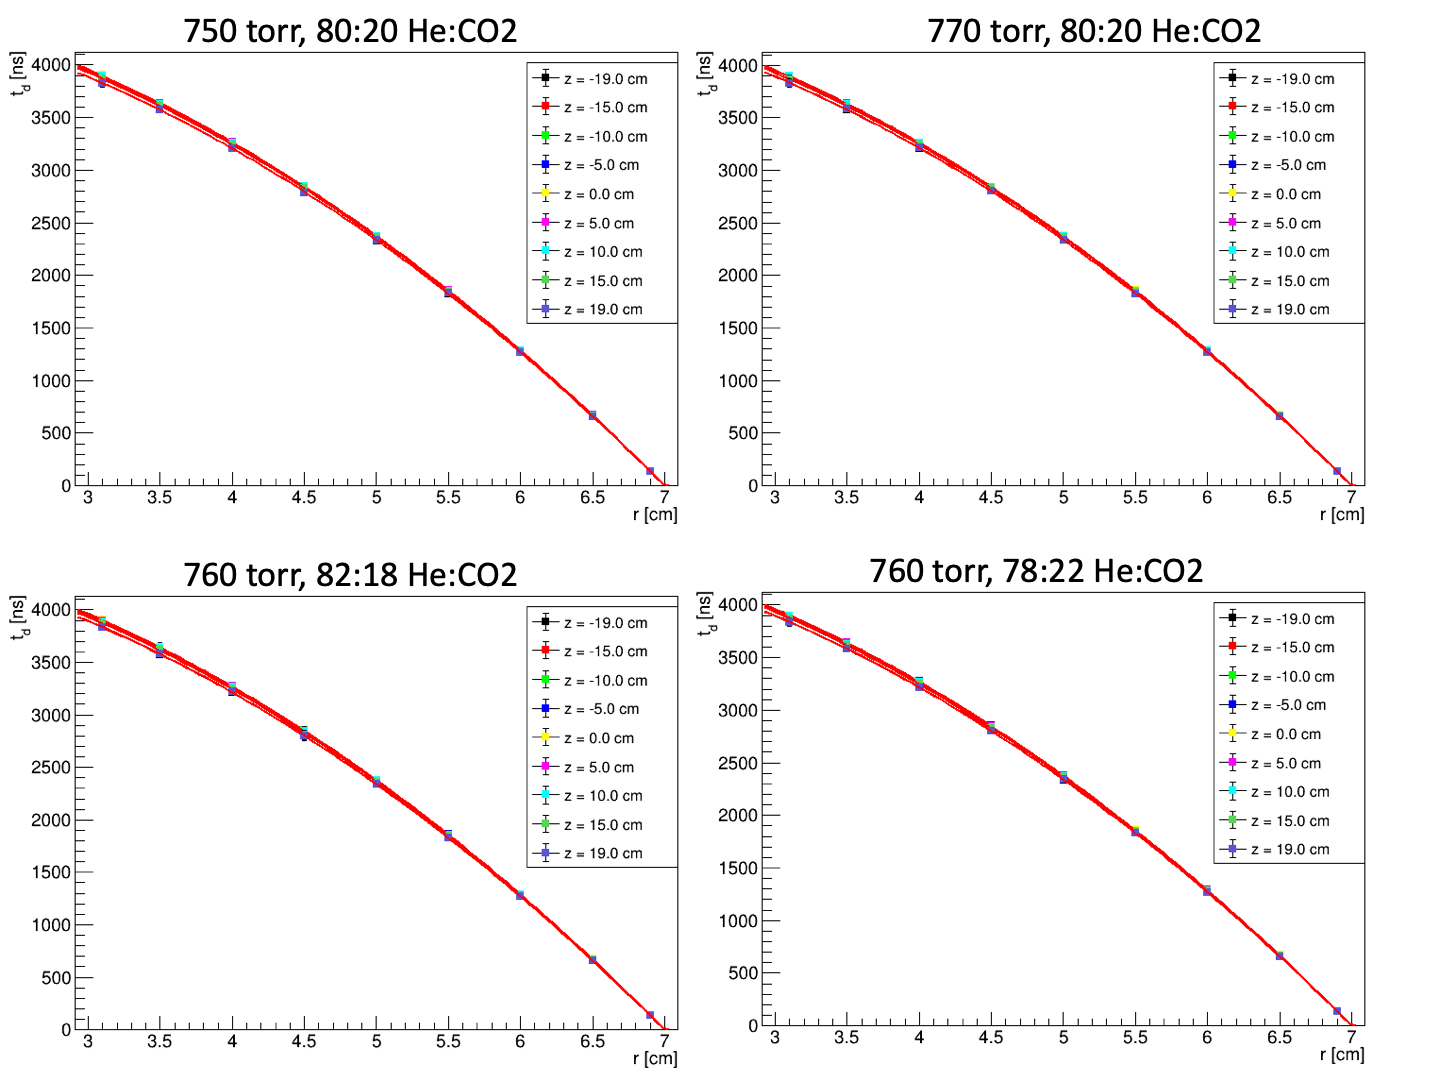 750 torr, 80:20 He:CO2
t_d [ns]
4000
3500
3000
2500
2000
1500
1000
500
0
3 3.5 4 4.5 5 5.5 6 6.5 7
r [cm]
z = -19.0 cm
z = -15.0 cm
z = -10.0 cm
z = -5.0 cm
z = 0.0 cm
z = 5.0 cm
z = 10.0 cm
z = 15.0 cm
z = 19.0 cm
770 torr, 80:20 He:CO2
t_d [ns]
4000
3500
3000
2500
2000
1500
1000
500
0
3 3.5 4 4.5 5 5.5 6 6.5 7
r [cm]
z = -19.0 cm
z = -15.0 cm
z = -10.0 cm
z = -5.0 cm
z = 0.0 cm
z = 5.0 cm
z = 10.0 cm
z = 15.0 cm
z = 19.0 cm
760 torr, 82:18 He:CO2
t_d [ns]
4000
3500
3000
2500
2000
1500
1000
500
0
3 3.5 4 4.5 5 5.5 6 6.5 7
r [cm]
z = -19.0 cm
z = -15.0 cm
z = -10.0 cm
z = -5.0 cm
z = 0.0 cm
z = 5.0 cm
z = 10.0 cm
z = 15.0 cm
z = 19.0 cm
760 torr, 78:22 He:CO2
t_d [ns]
4000
3500
3000
2500
2000
1500
1000
500
0
3 3.5 4 4.5 5 5.5 6 6.5 7
r [cm]
z = -19.0 cm
z = -15.0 cm
z = -10.0 cm
z = -5.0 cm
z = 0.0 cm
z = 5.0 cm
z = 10.0 cm
z = 15.0 cm
z = 19.0 cm